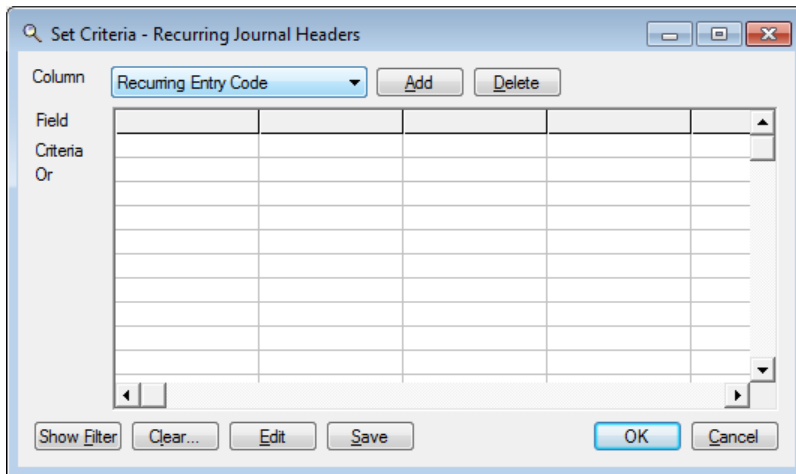 Set Criteria - Recurring Journal Headers
Column Recurring Entry Code Add Delete
Field
Criteria
Or
Show Filter Clear... Edit Save OK Cancel